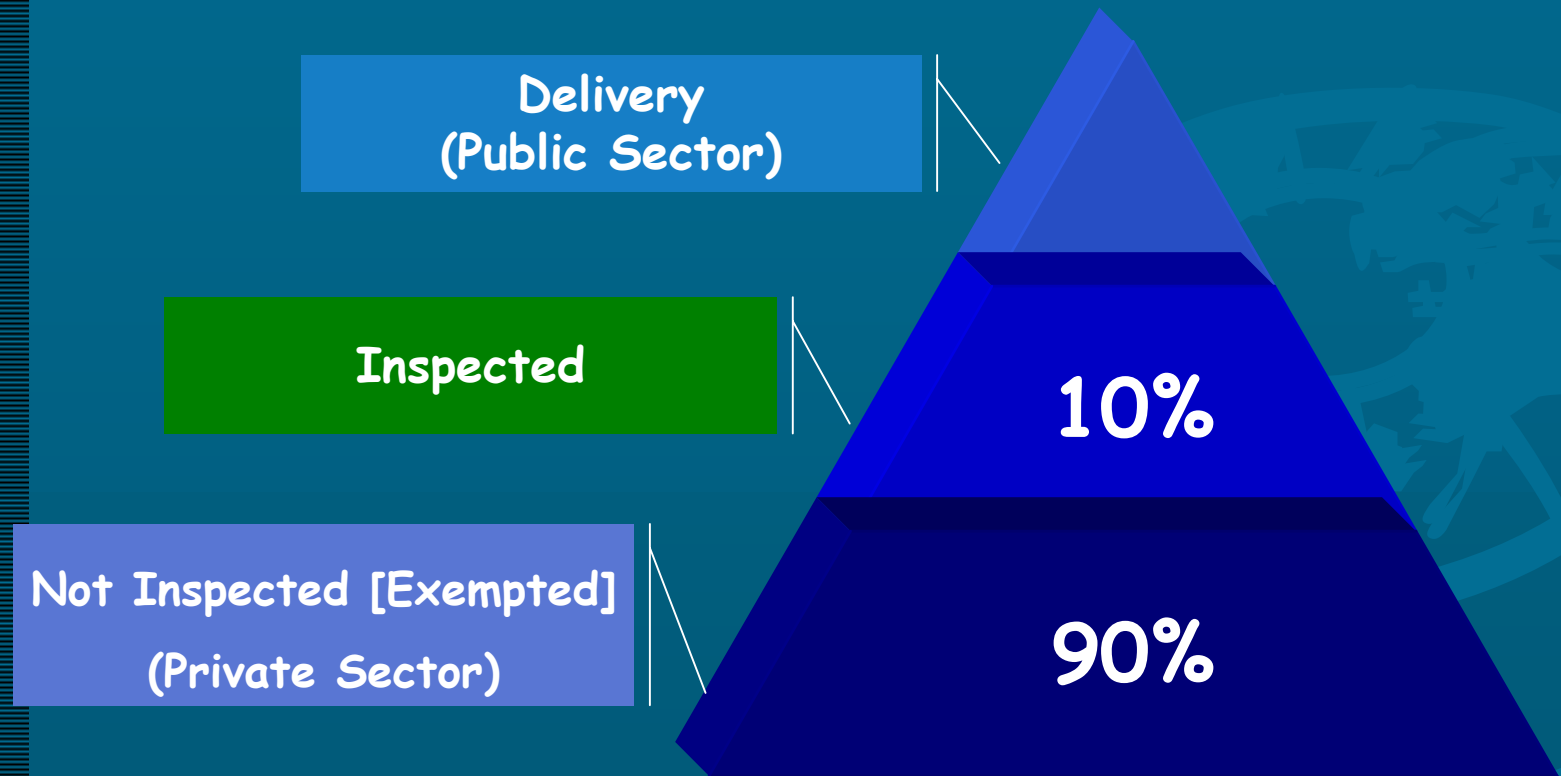 Delivery
(Public Sector)
Inspected
10%
Not Inspected [Exempted]
(Private Sector)
90%